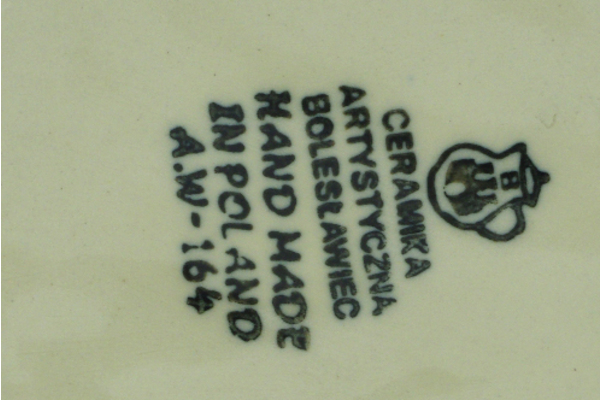 B
CERAMIKA
ARTYSTYCZNA
BOLESŁAWIEC
HAND MADE
IN POLAND
A.W-164